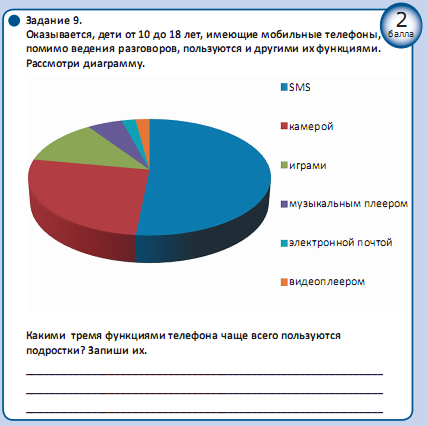 Задание 9.
2
балла
Оказывается, дети от 10 до 18 лет, имеющие мобильные телефоны,
помимо ведения разговоров, пользуются и другими их функциями.
Рассмотри диаграмму.
SMS
камерой
играми
музыкальным плеером
электронной почтой
видеоплеером
Какими тремя функциями телефона чаще всего пользуются
подростки? Запиши их.